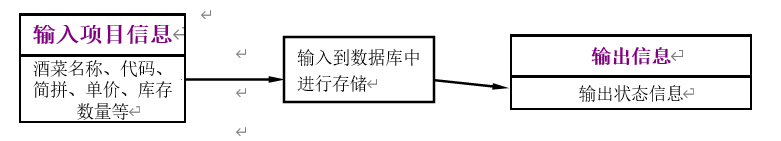 输入项目信息
酒菜名称、代码、
简拼、单价、库存
数量等
输入到数据库中
进行存储
输出信息
输出状态信息